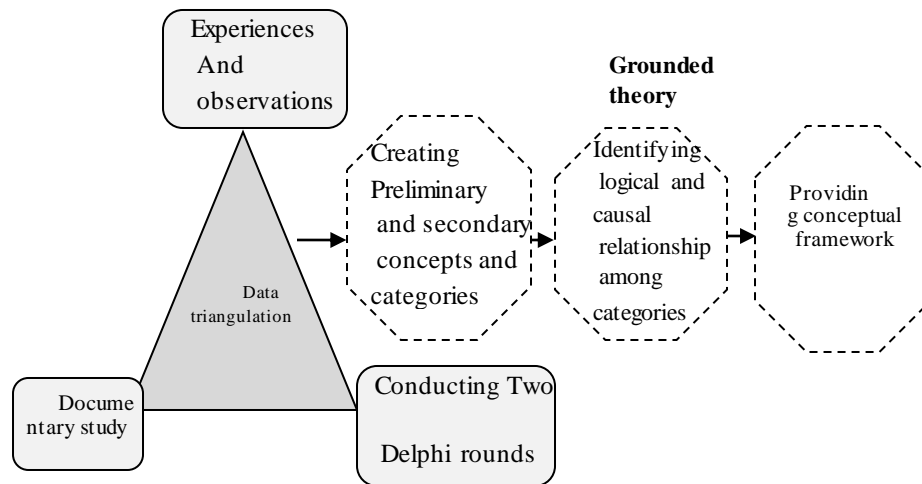 Experiences
And
observations
Grounded
theory
Creating
Preliminary
and secondary
concepts and
categories
Identifying
logical and
causal
relationship
among
categories
Providin
g conceptual
framework
Data
triangulation
Docume
ntary study
Conducting Two
Delphi rounds